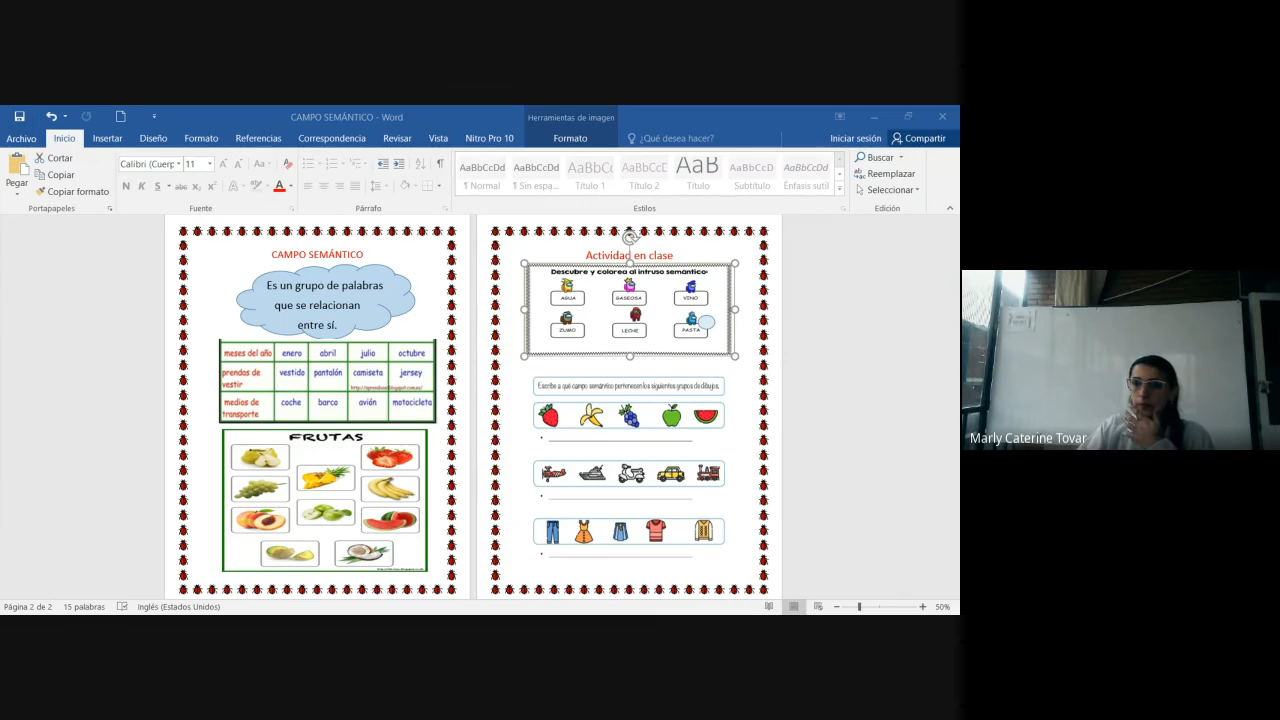 CAMPO SEMÁNTICO - Word
Herramientas de imagen
Archivo
Inicio
Insertar
Diseño
Formato
Referencias
Correspondencia
Revisar
Vista
Nitro Pro 10
Formato
¿Qué desea hacer?
Iniciar sesión
Compartir
Pegar
Cortar
Copiar
Copiar formato
Portapapeles
Calibri (Cuerp
11
Fuente
Párrafo
AaBbCcDd
¶ Normal
AaBbCcDd
¶ Sin espa...
AaBbCc
Título 1
AaBbCcC
Título 2
AaB
Título
AaBbCcD
Subtítulo
AaBbCcDd
Énfasis sutil
Estilos
Buscar
Reemplazar
Seleccionar
Edición
CAMPO SEMÁNTICO
Es un grupo de palabras
que se relacionan
entre sí.
meses del año enero abril julio octubre
prendas de vestir vestido pantalón camiseta jersey
medios de transporte coche barco avión motocicleta
FRUTAS
Actividad en clase
Descubre y colorea al intruso semántico
AGUA GASEOSA VINO
ZUMO LECHE PASTA
Escribe a qué campo semántico pertenecen los siguientes grupos de dibujos.
Marly Caterine Tovar
Página 2 de 2 15 palabras Inglés (Estados Unidos) 50%